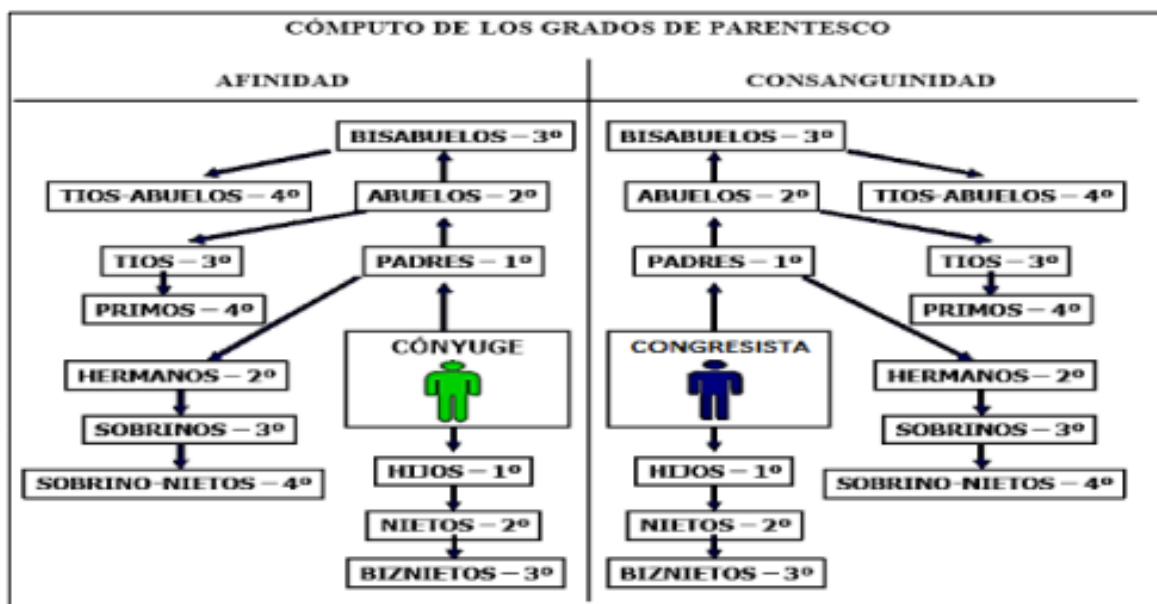 CÓMPUTO DE LOS GRADOS DE PARENTESCO
AFINIDAD
CONSANGUINIDAD
BISABUELOS – 3º
TIOS-ABUELOS – 4º
ABUELOS – 2º
TIOS – 3º
PADRES – 1º
PRIMOS – 4º
CÓNYUGE
HERMANOS – 2º
SOBRINOS – 3º
HIJOS – 1º
SOBRINO-NIETOS – 4º
NIETOS – 2º
BIZNIETOS – 3º
BISABUELOS – 3º
ABUELOS – 2º
TIOS-ABUELOS – 4º
PADRES – 1º
TIOS – 3º
PRIMOS – 4º
CONGRESISTA
HERMANOS – 2º
SOBRINOS – 3º
HIJOS – 1º
SOBRINO-NIETOS – 4º
NIETOS – 2º
BIZNIETOS – 3º